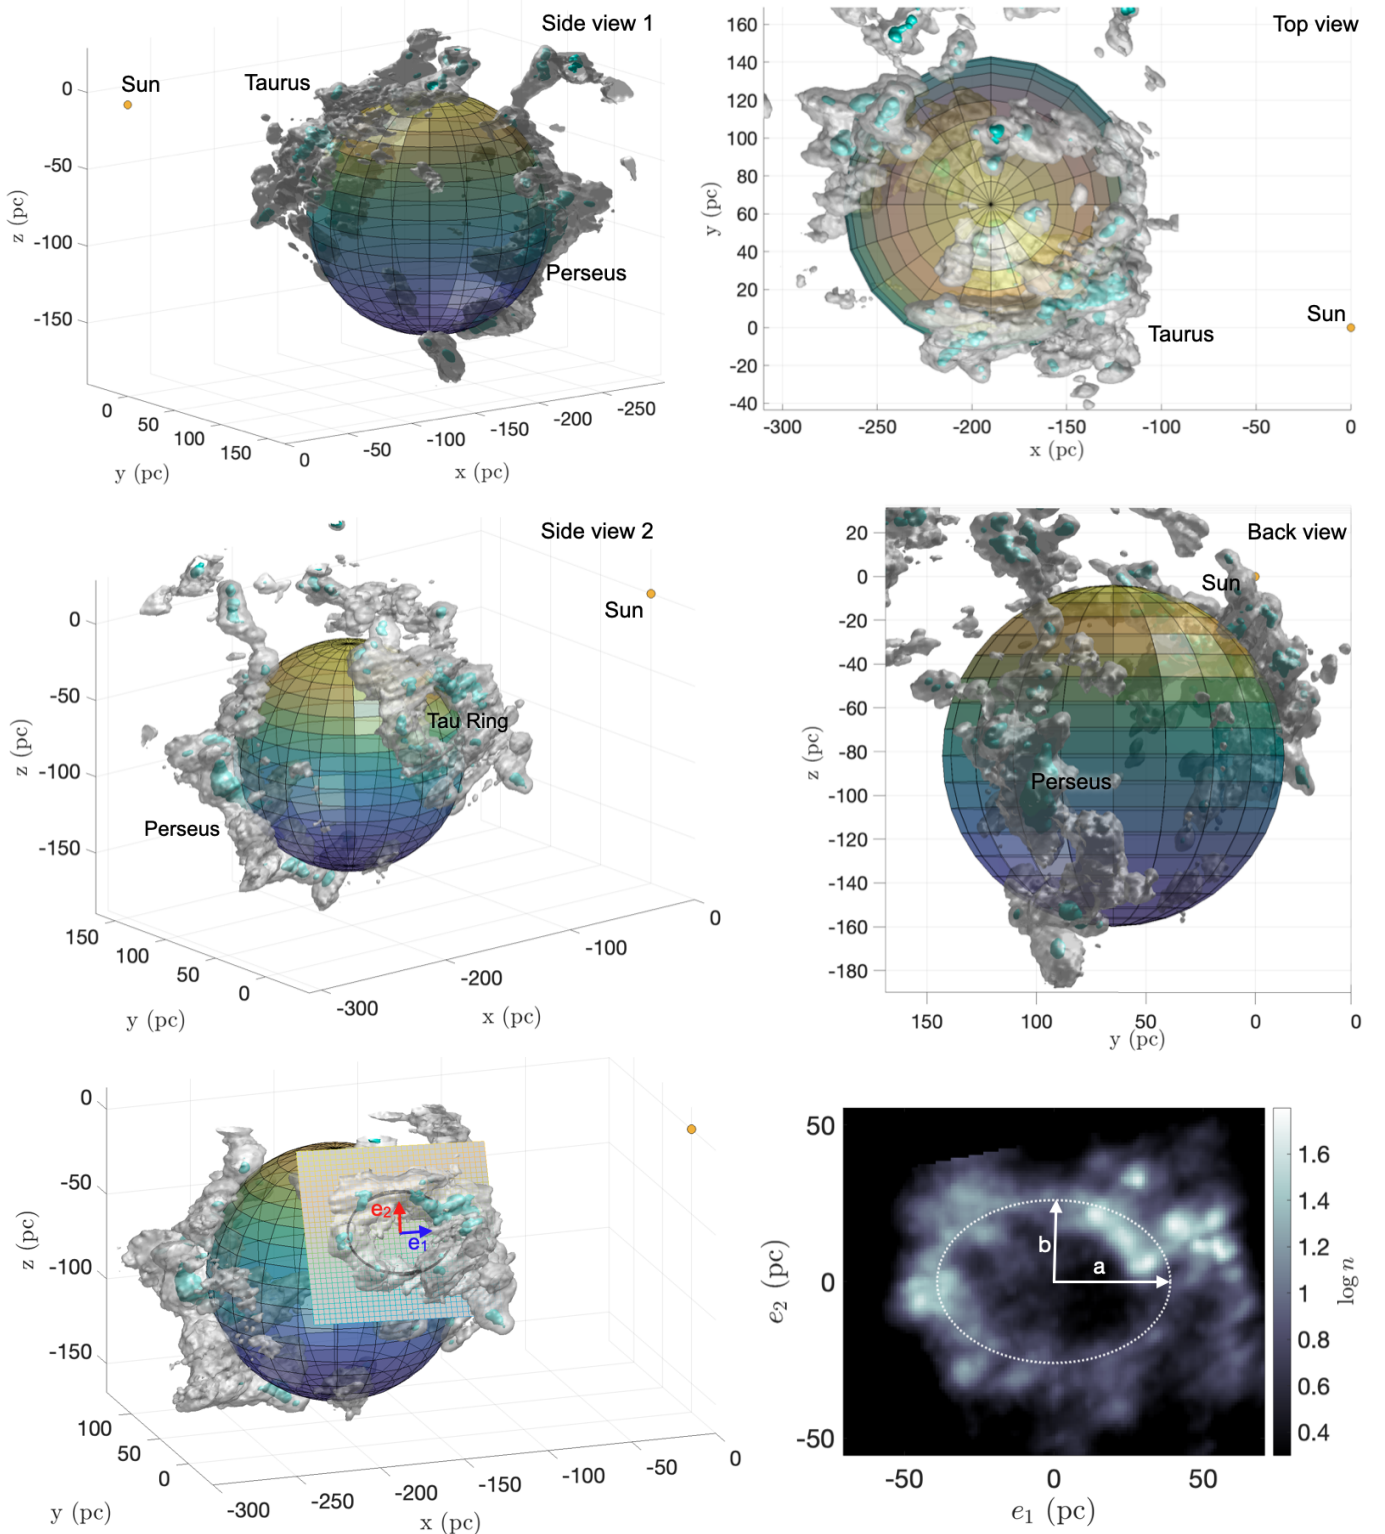 Side view 1
Sun
Taurus
Perseus
0
-50
-100
-150
z (pc)
0
50
100
150
y (pc)
0
-50
-100
-150
-200
-250
x (pc)
Top view
160
140
120
100
80
60
40
20
0
-20
-40
y (pc)
Taurus
Sun
-300
-250
-200
-150
-100
-50
0
x (pc)
Side view 2
Sun
Tau Ring
Perseus
0
-50
-100
-150
z (pc)
150
100
50
0
y (pc)
-300
-200
-100
0
x (pc)
Back view
Sun
Perseus
20
0
-20
-40
-60
-80
-100
-120
-140
-160
-180
z (pc)
150
100
50
0
0
y (pc)
0
-50
-100
-150
z (pc)
e₂
e₁
100
50
0
y (pc)
-300
-250
-200
-150
-100
-50
0
x (pc)
50
0
-50
e₂ (pc)
b
a
-50
0
50
e₁ (pc)
1.6
1.4
1.2
1
0.8
0.6
0.4
log n